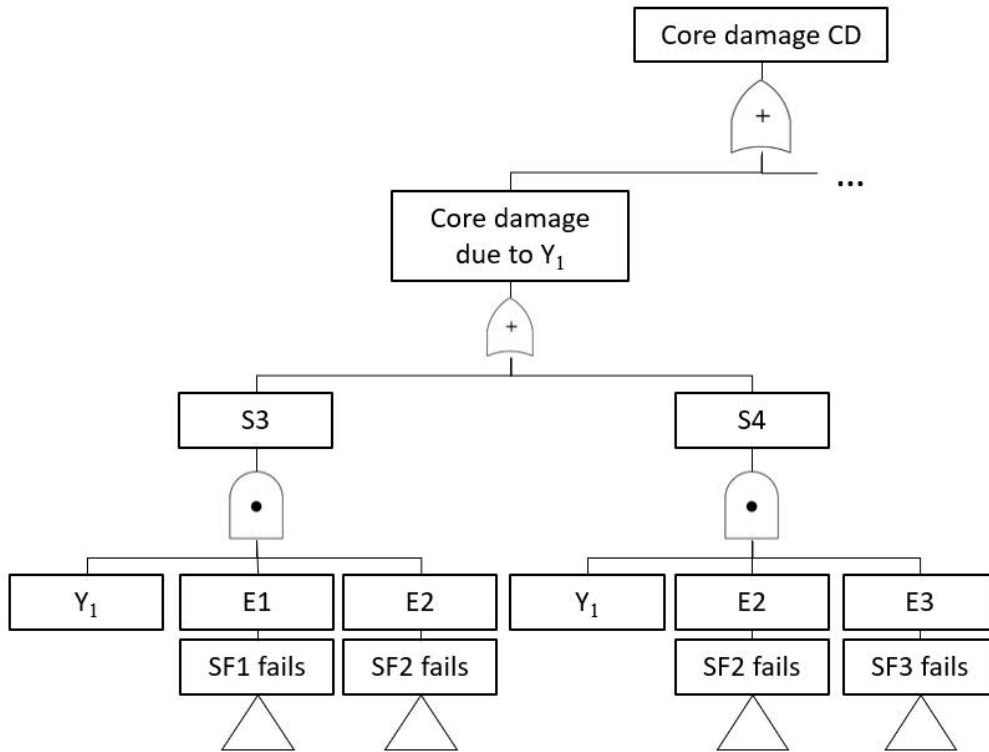 Core damage CD
+
...
Core damage
due to Y₁
+
S3
S4
Y₁
E1
E2
Y₁
E2
E3
SF1 fails
SF2 fails
SF2 fails
SF3 fails